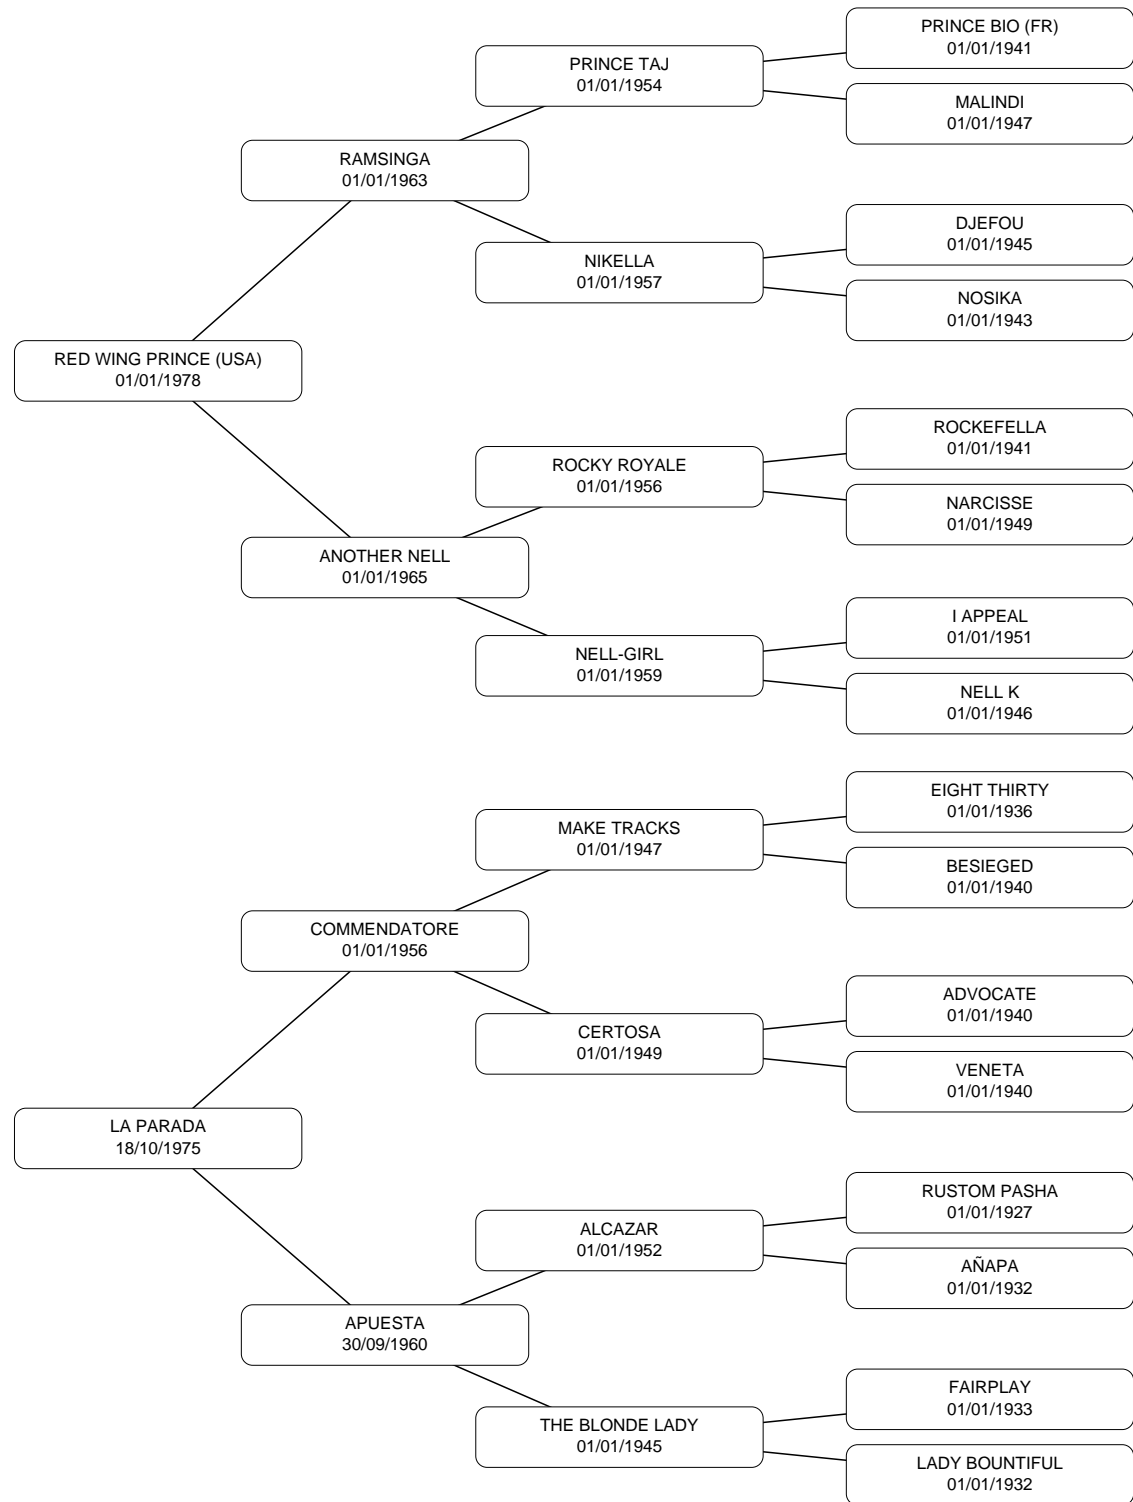 PRINCE BIO (FR)
01/01/1941
PRINCE TAJ
01/01/1954
MALINDI
01/01/1947
RAMSINGA
01/01/1963
DJEFOU
01/01/1945
NIKELLA
01/01/1957
NOSIKA
01/01/1943
RED WING PRINCE (USA)
01/01/1978
ROCKEFELLA
01/01/1941
ROCKY ROYALE
01/01/1956
NARCISSE
01/01/1949
ANOTHER NELL
01/01/1965
I APPEAL
01/01/1951
NELL-GIRL
01/01/1959
NELL K
01/01/1946
EIGHT THIRTY
01/01/1936
MAKE TRACKS
01/01/1947
BESIEGED
01/01/1940
COMMENDATORE
01/01/1956
ADVOCATE
01/01/1940
CERTOSA
01/01/1949
VENETA
01/01/1940
LA PARADA
18/10/1975
RUSTOM PASHA
01/01/1927
ALCAZAR
01/01/1952
AÑAPA
01/01/1932
APUESTA
30/09/1960
FAIRPLAY
01/01/1933
THE BLONDE LADY
01/01/1945
LADY BOUNTIFUL
01/01/1932